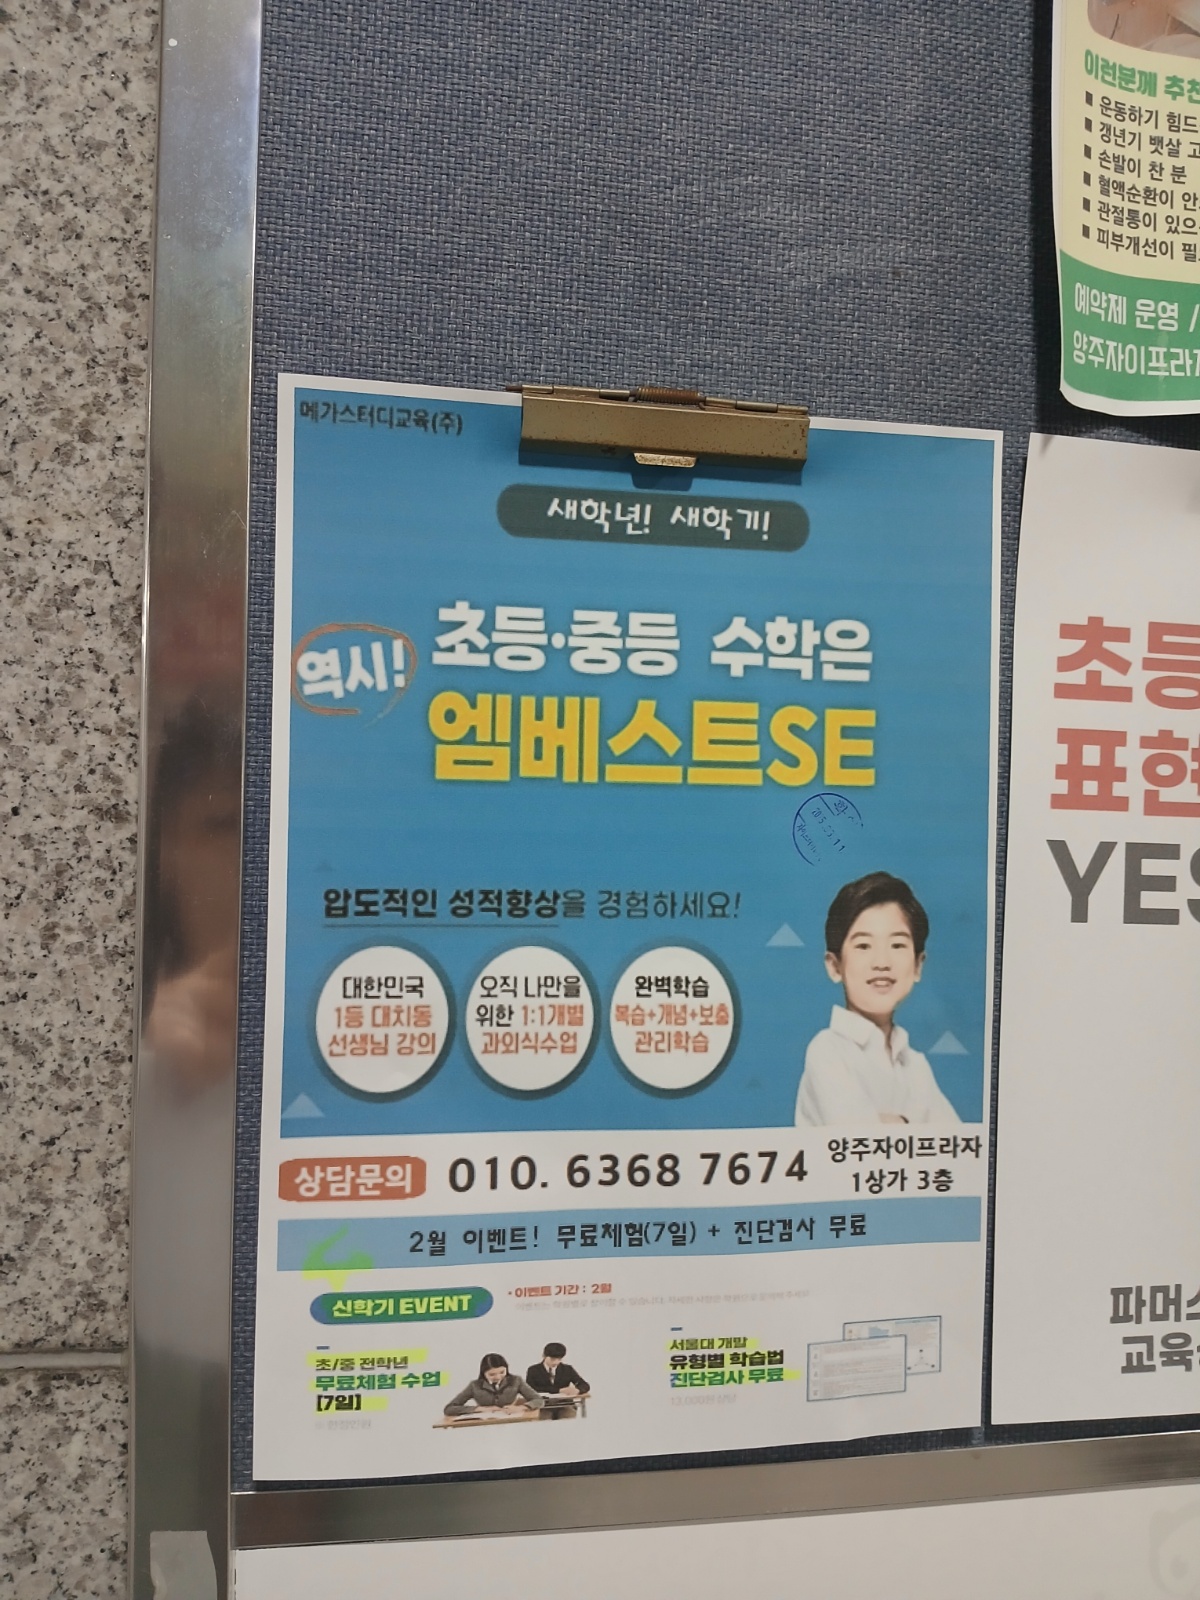 메가스터디교육(주)
새학년! 새학기!
역시!
초등·중등 수학은
엠베스트SE
압도적인 성적향상을 경험하세요!
대한민국
1등 대치동
선생님 강의
오직 나만을
위한 1:1개별
과외식수업
완벽학습
복습+개념+보충
관리학습
상담문의 010. 6368 7674
양주자이프라자
1상가 3층
2월 이벤트! 무료체험(7일) + 진단검사 무료
신학기 EVENT
• 이벤트 기간 : 2월
초/중 전학년
무료체험 수업
[7일]
서울대 개발
유형별 학습법
진단검사 무료
이런분께
■ 운동하기 힘드
■ 갱년기 뱃살
■ 손발이 찬 분
■ 혈액순환이
■ 관절통이
■ 피부개선이
예약제 운영 /
양주자이프라
초등
표현
YES
파머스
교육